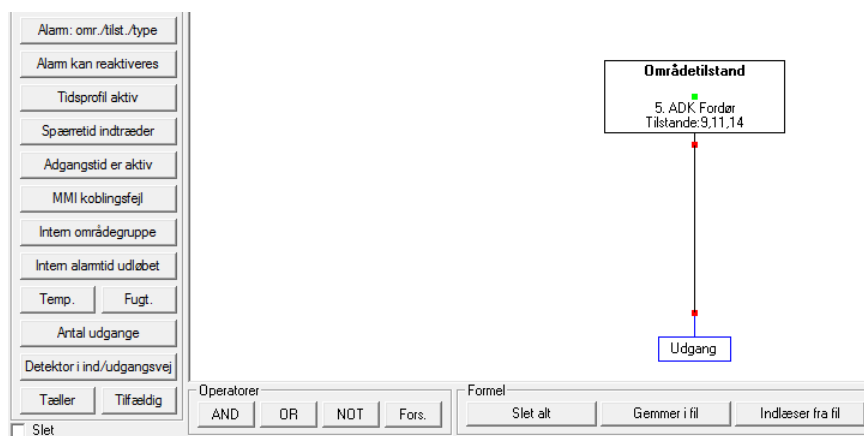 Alarm: omr./tilst./type
Alarm kan reaktiveres
Tidsprofil aktiv
Spærretid indtræder
Adgangstid er aktiv
MMI koblingsfejl
Intern områdegruppe
Intern alarmtid udløbet
Temp. Fugt.
Antal udgange
Detektor i ind/udgangsvej
Tæller Tilfældig
Slet
Områdetilstand
5. ADK Fordør
Tilstande:9,11,14
Udgang
Operatorer
AND OR NOT Fors.
Formel
Slet alt Gemmer i fil Indlæser fra fil